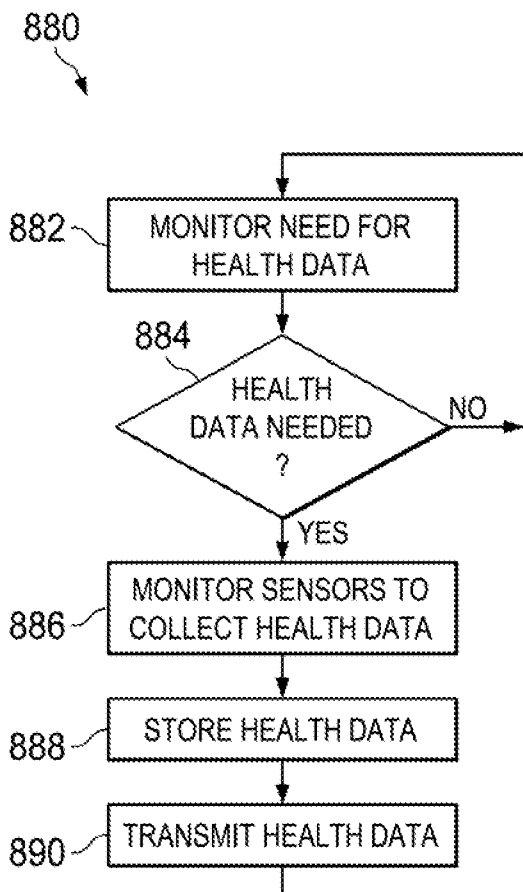 880
882
MONITOR NEED FOR
HEALTH DATA
884
HEALTH
DATA NEEDED
?
NO
YES
886
MONITOR SENSORS TO
COLLECT HEALTH DATA
888
STORE HEALTH DATA
890
TRANSMIT HEALTH DATA